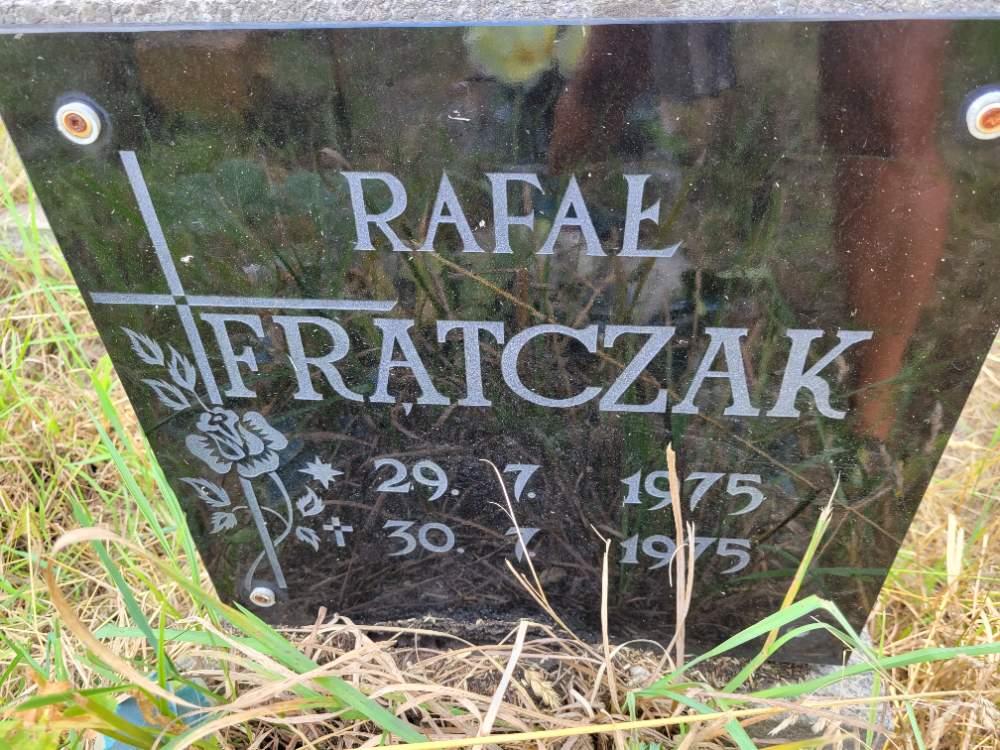 RAFAŁ
FRĄTCZAK
* 29. 7. 1975
✝ 30. 7. 1975